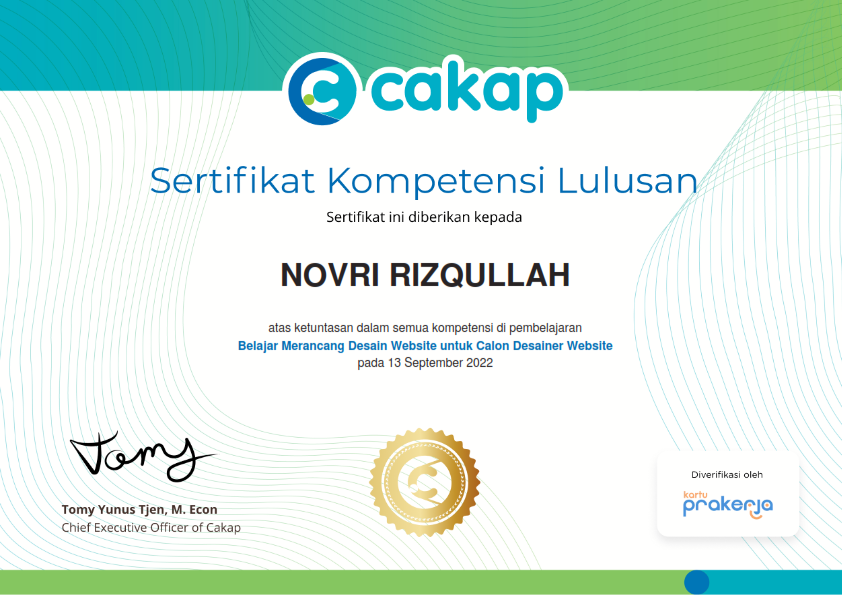 cakap
Sertifikat Kompetensi Lulusan
Sertifikat ini diberikan kepada
NOVRI RIZQULLAH
atas ketuntasan dalam semua kompetensi di pembelajaran
Belajar Merancang Desain Website untuk Calon Desainer Website
pada 13 September 2022
Tomy
Tomy Yunus Tjen, M. Econ
Chief Executive Officer of Cakap
Diverifikasi oleh
kartu
prakerja